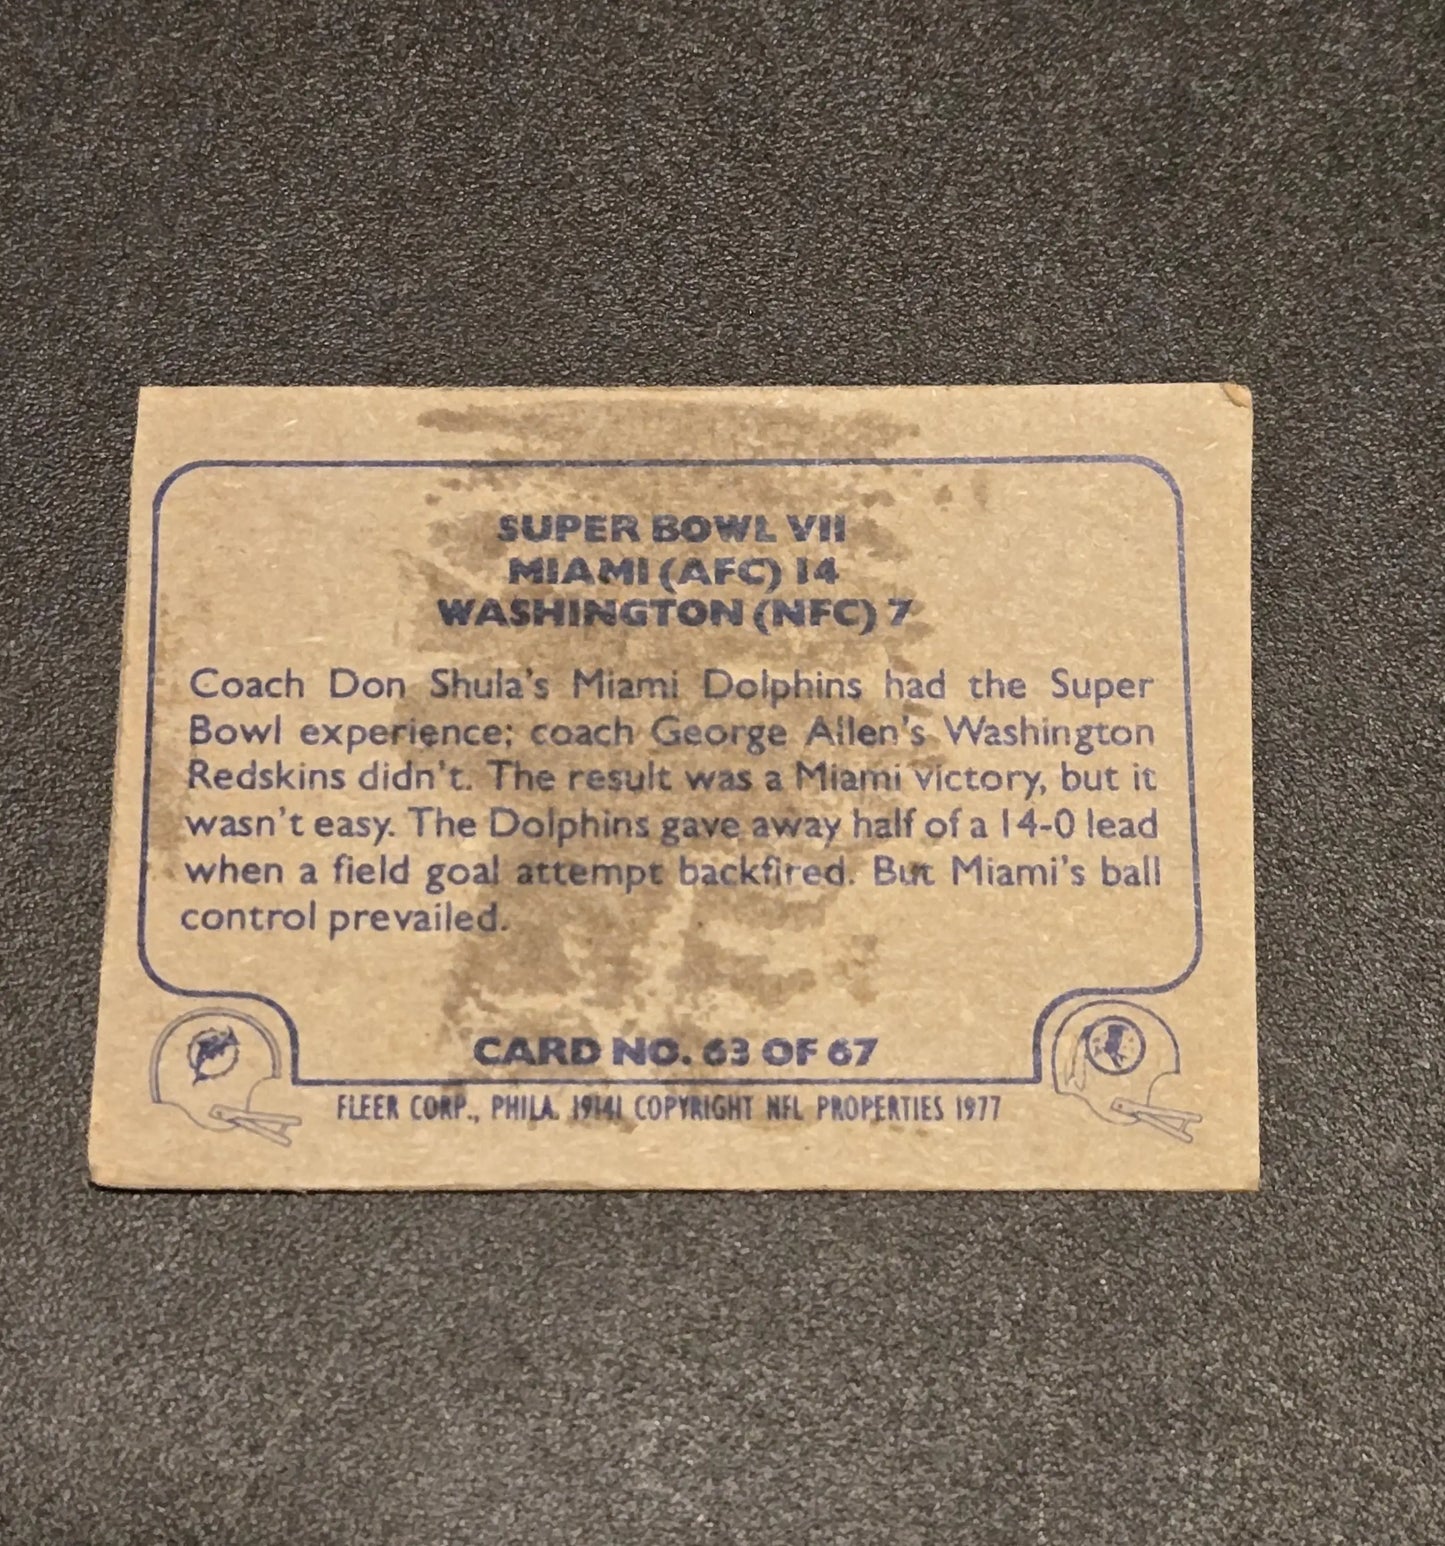 SUPER BOWL VII
MIAMI (AFC) 14
WASHINGTON (NFC) 7
Coach Don Shula's Miami Dolphins had the Super
Bowl experience; coach George Allen's Washington
Redskins didn't. The result was a Miami victory, but it
wasn't easy. The Dolphins gave away half of a 14-0 lead
when a field goal attempt backfired. But Miami's ball
control prevailed.
CARD NO. 63 OF 67
FLEER CORP., PHILA. 19141 COPYRIGHT NFL PROPERTIES 1977